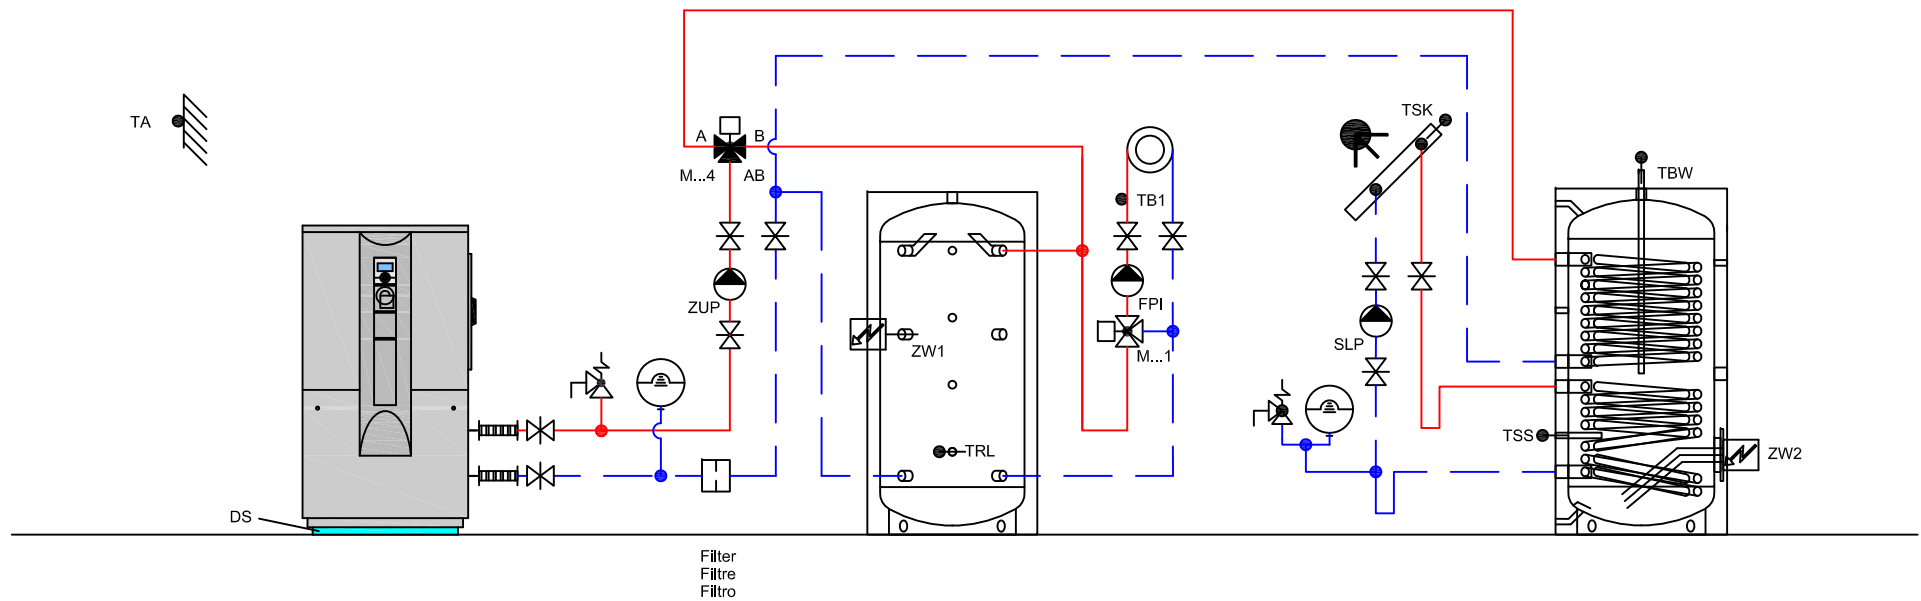 TA
A
B
M...4
AB
ZUP
TB1
FPI
M...1
ZW1
TRL
TSK
SLP
TBW
TSS
ZW2
DS
Filter
Filtre
Filtro